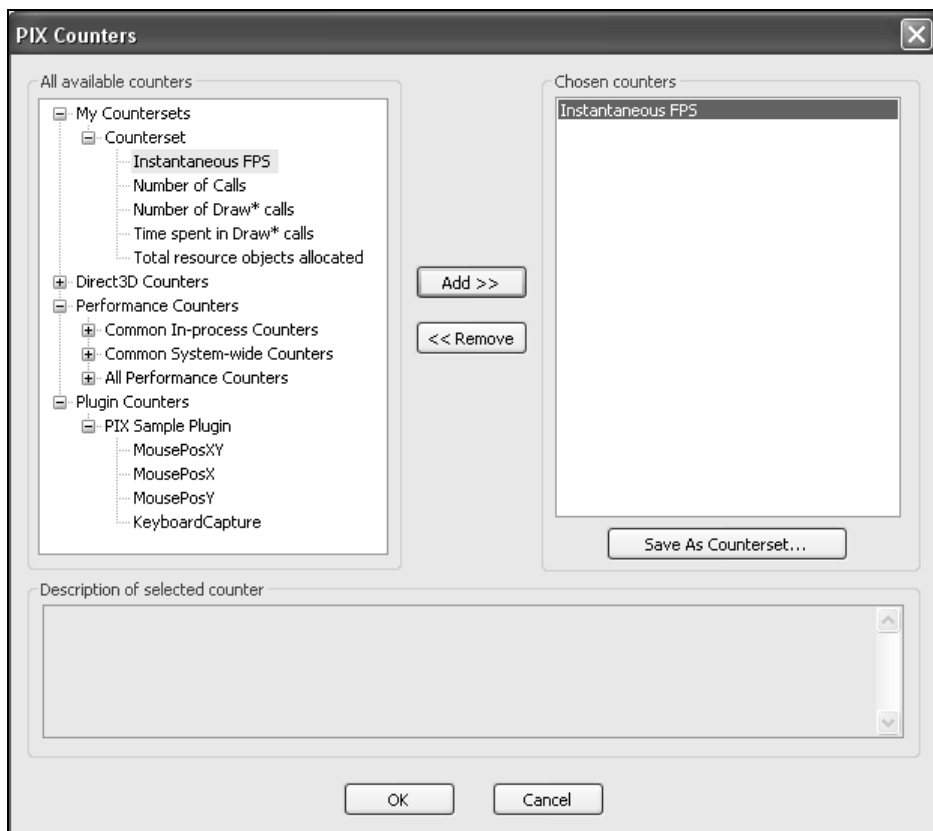 PIX Counters
All available counters
My Countersets
Counterset
Instantaneous FPS
Number of Calls
Number of Draw* calls
Time spent in Draw* calls
Total resource objects allocated
Direct3D Counters
Performance Counters
Common In-process Counters
Common System-wide Counters
All Performance Counters
Plugin Counters
PIX Sample Plugin
MousePosXY
MousePosX
MousePosY
KeyboardCapture
Add >>
<< Remove
Chosen counters
Instantaneous FPS
Save As Counterset...
Description of selected counter
OK
Cancel